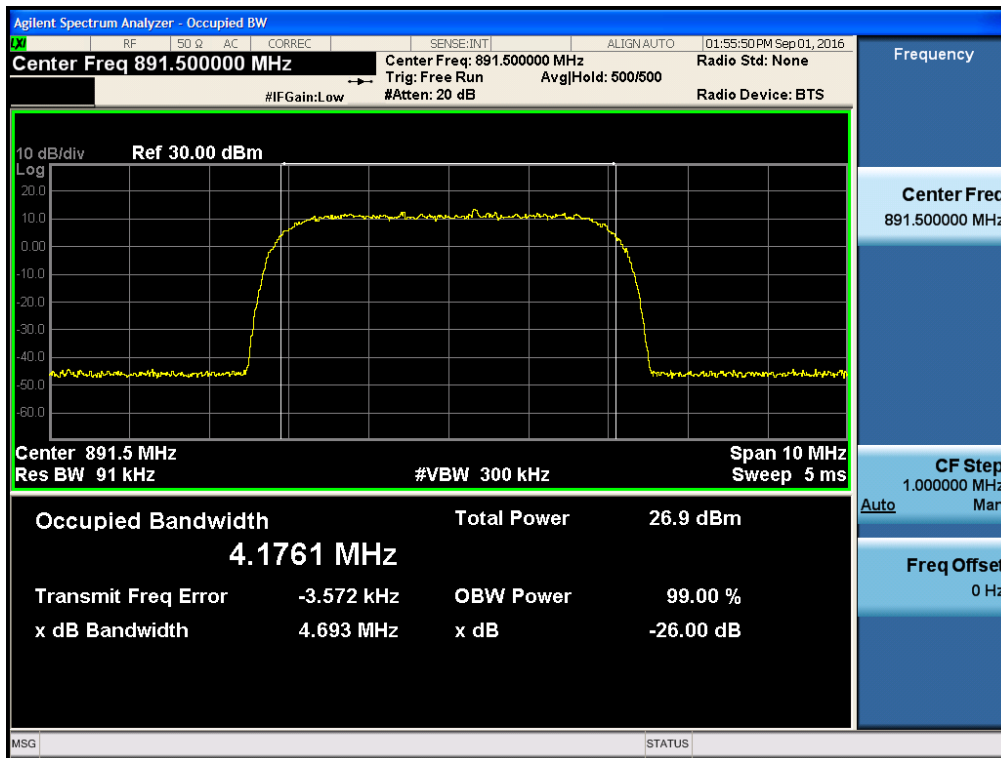 Agilent Spectrum Analyzer - Occupied BW
LXI RF 50 Ω AC CORREC SENSE:INT ALIGN AUTO 01:55:50 PM Sep 01, 2016
Center Freq 891.500000 MHz
Center Freq: 891.500000 MHz
Radio Std: None
Trig: Free Run Avg|Hold: 500/500
#IFGain:Low
#Atten: 20 dB
Radio Device: BTS
10 dB/div Ref 30.00 dBm
Log
20.0
10.0
0.00
-10.0
-20.0
-30.0
-40.0
-50.0
-60.0
Center 891.5 MHz Span 10 MHz
Res BW 91 kHz #VBW 300 kHz Sweep 5 ms
Occupied Bandwidth Total Power 26.9 dBm
4.1761 MHz
Transmit Freq Error -3.572 kHz OBW Power 99.00 %
x dB Bandwidth 4.693 MHz x dB -26.00 dB
Frequency
Center Freq
891.500000 MHz
CF Step
1.000000 MHz
Auto Man
Freq Offset
0 Hz
MSG STATUS